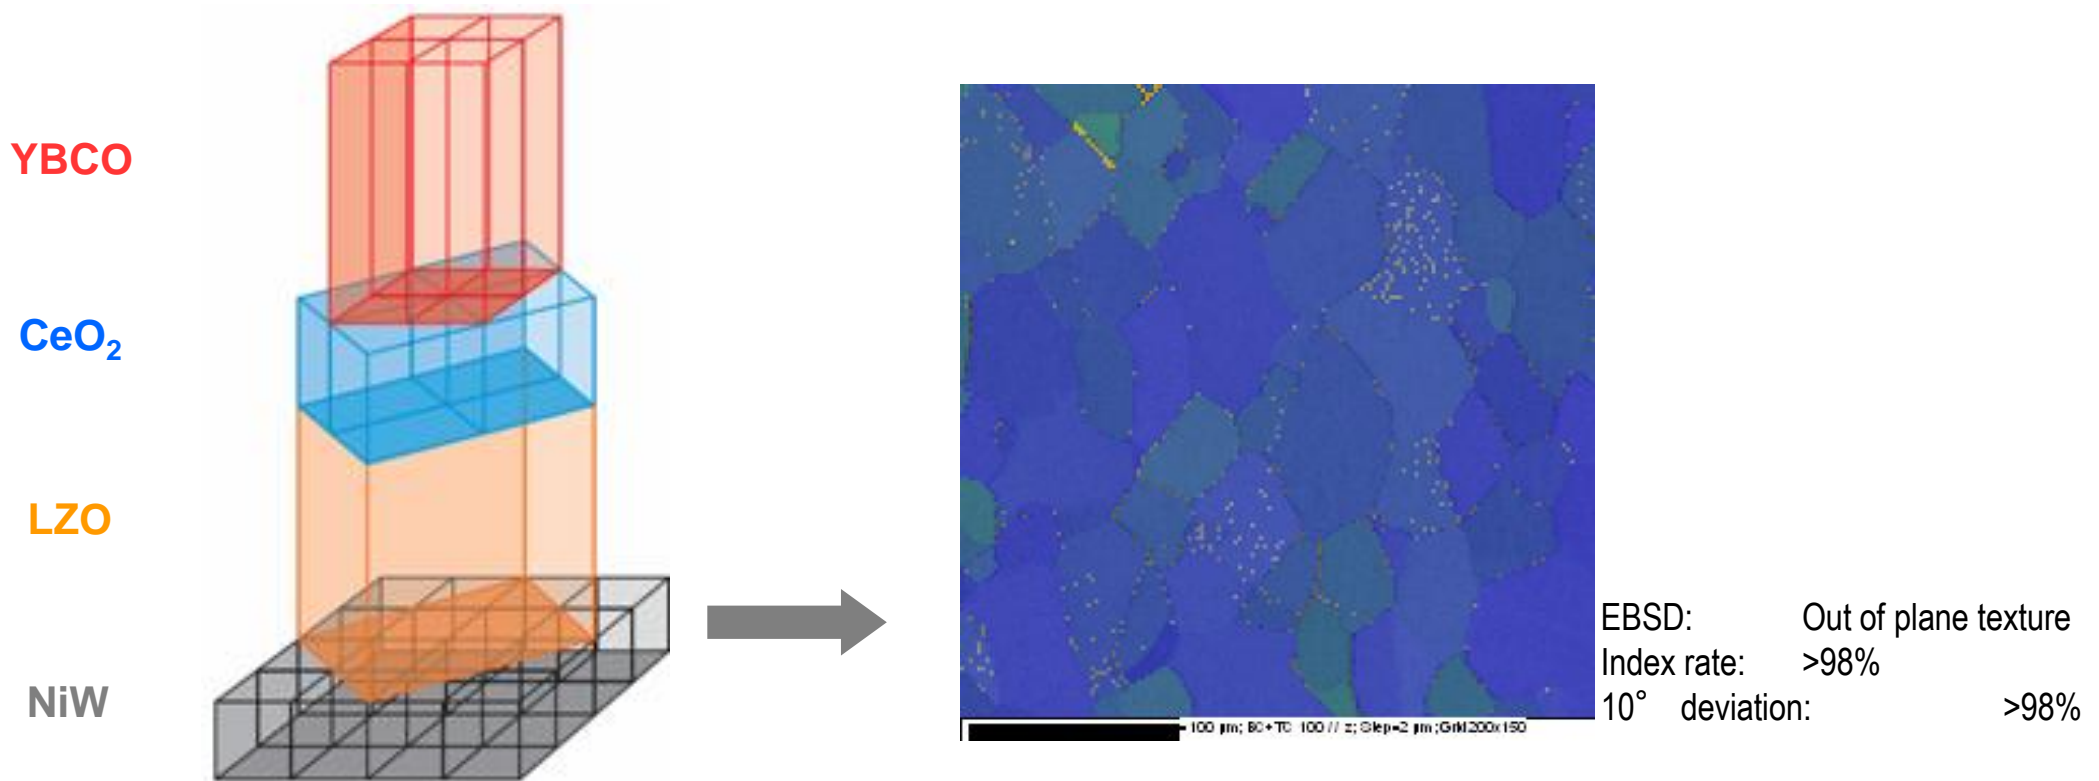 YBCO
CeO₂
LZO
NiW
100 µm; BC+TC 100 // z; Step=2 µm; Grid200x150
EBSD: Out of plane texture
Index rate: >98%
10° deviation: >98%